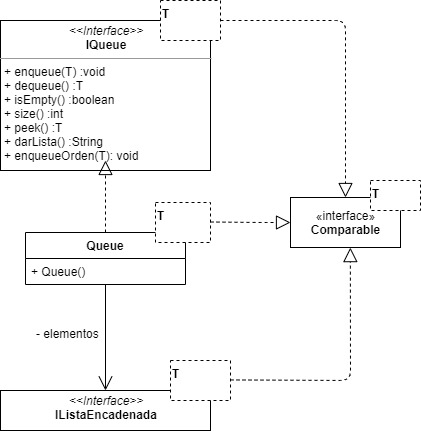 T
<<Interface>>
IQueue
+ enqueue(T) :void
+ dequeue() :T
+ isEmpty() :boolean
+ size() :int
+ peek() :T
+ darLista() :String
+ enqueueOrden(T): void
T
«interface»
Comparable
T
Queue
+ Queue()
- elementos
T
<<Interface>>
IListaEncadenada